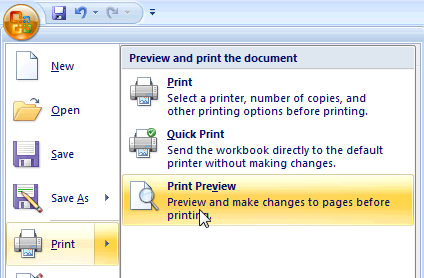 Preview and print the document
New
Print
Select a printer, number of copies, and
other printing options before printing.
Open
Quick Print
Send the workbook directly to the default
printer without making changes.
Save
Save As
Print Preview
Preview and make changes to pages before
printing.
Print